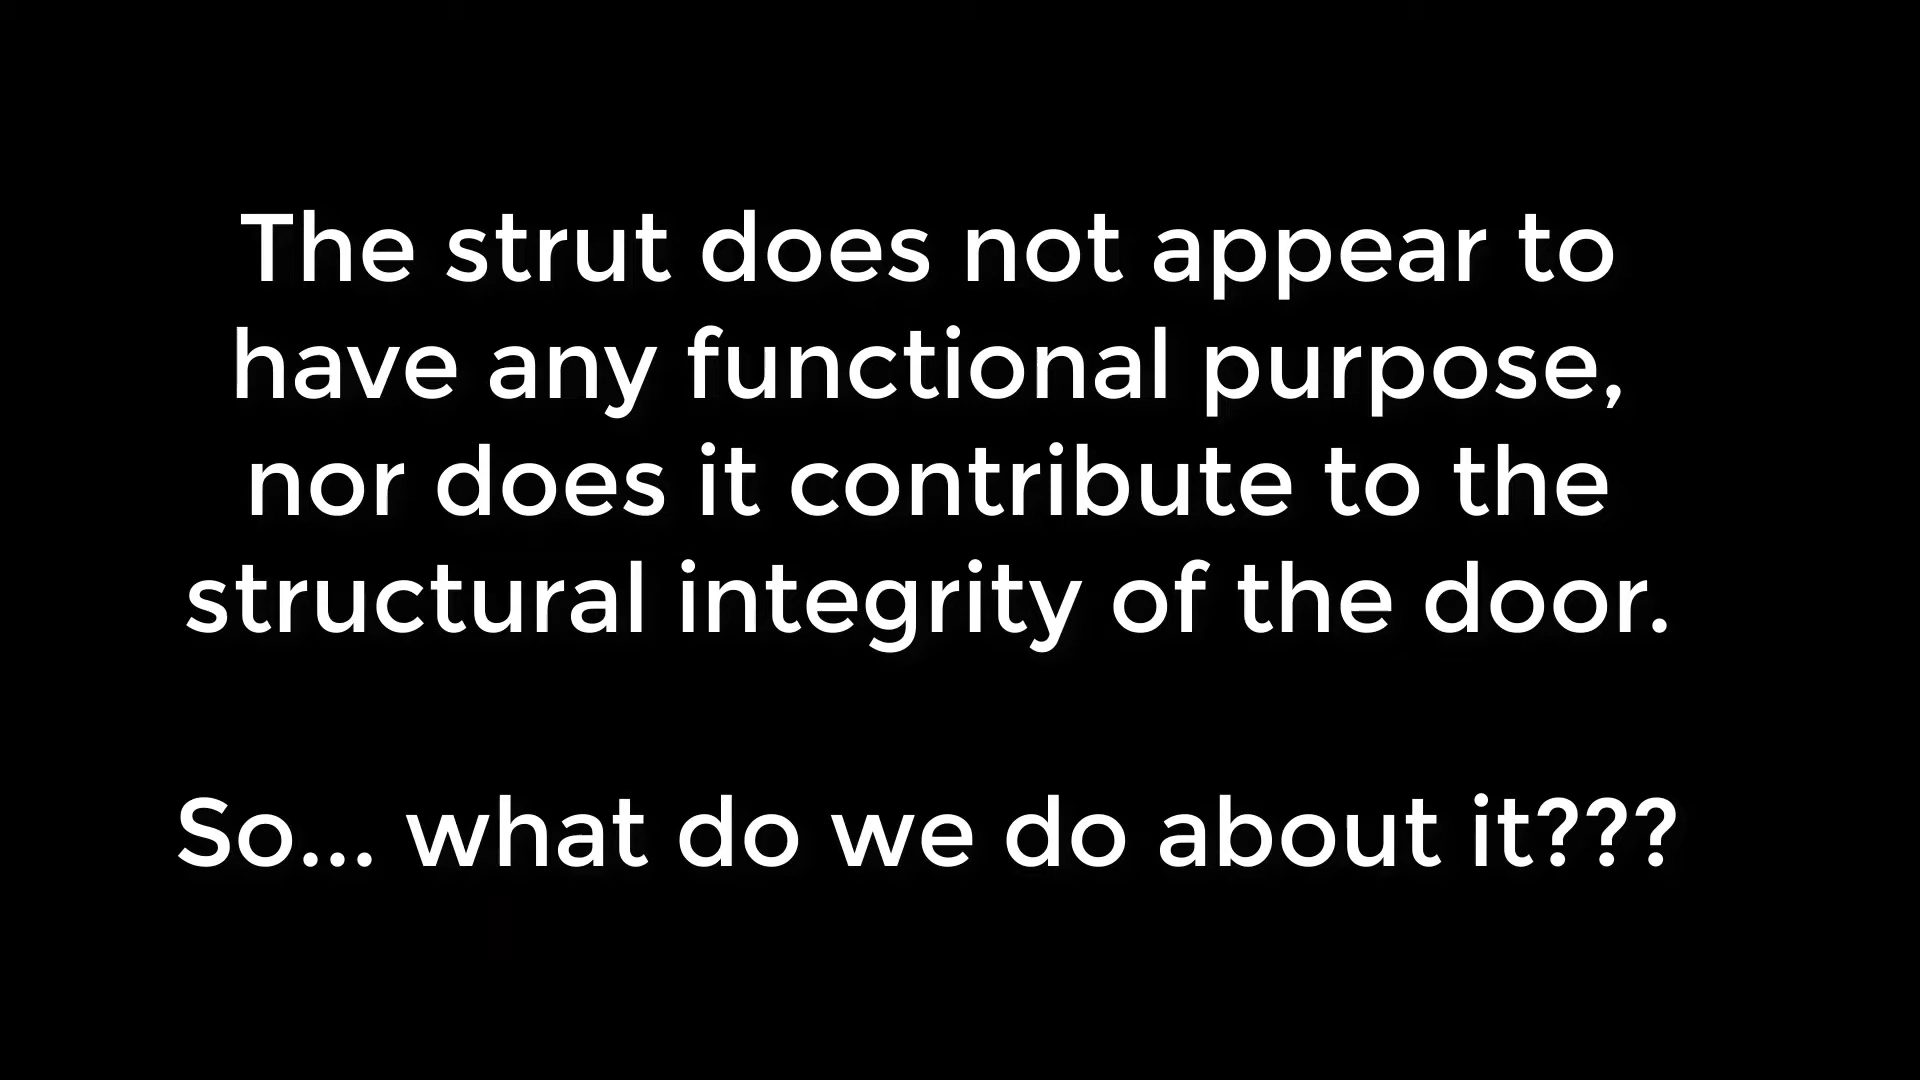 The strut does not appear to
have any functional purpose,
nor does it contribute to the
structural integrity of the door.
So... what do we do about it???